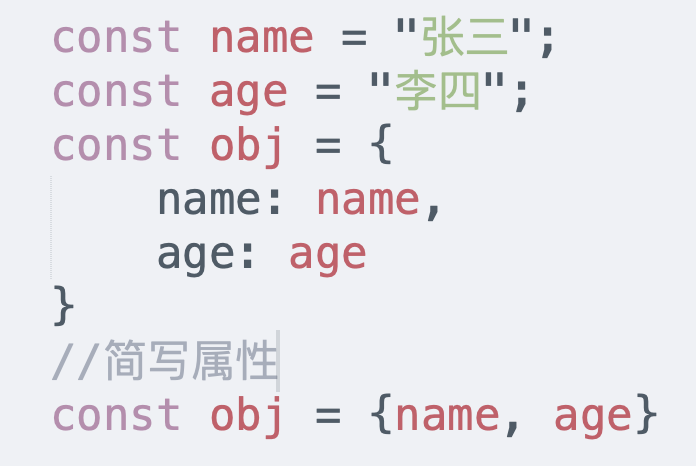 const name = "张三";
const age = "李四";
const obj = {
    name: name,
    age: age
}
//简写属性
const obj = {name, age}